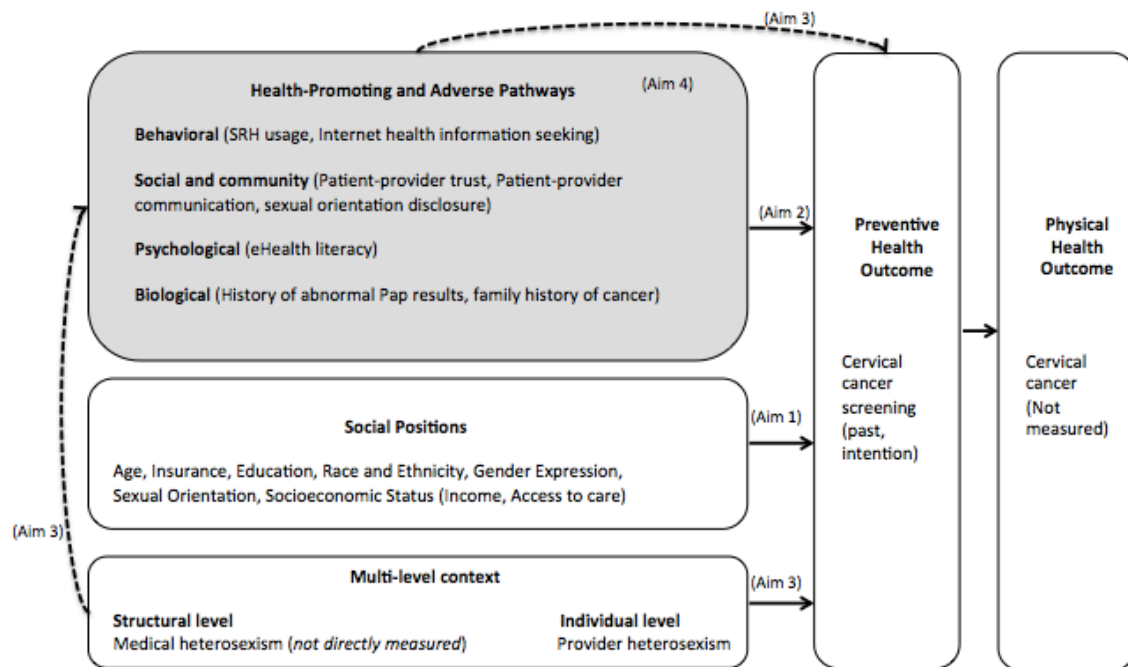 (Aim 3)
Health-Promoting and Adverse Pathways
(Aim 4)
Behavioral (SRH usage, Internet health information seeking)
Social and community (Patient-provider trust, Patient-provider
communication, sexual orientation disclosure)
Psychological (eHealth literacy)
Biological (History of abnormal Pap results, family history of cancer)
(Aim 2)
Social Positions
Age, Insurance, Education, Race and Ethnicity, Gender Expression,
Sexual Orientation, Socioeconomic Status (Income, Access to care)
(Aim 1)
(Aim 3)
Multi-level context
Structural level
Medical heterosexism (not directly measured)
Individual level
Provider heterosexism
(Aim 3)
Preventive
Health
Outcome
Cervical
cancer
screening
(past,
intention)
Physical
Health
Outcome
Cervical
cancer
(Not
measured)